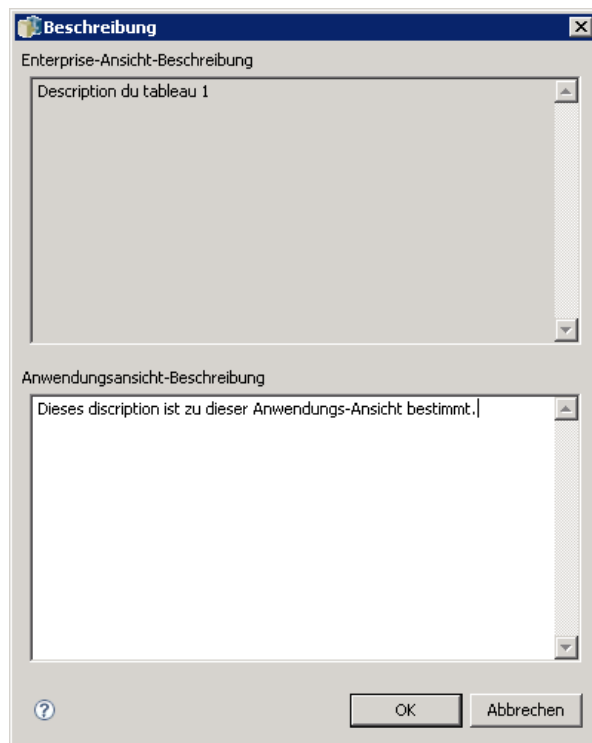 Beschreibung
Enterprise-Ansicht-Beschreibung
Description du tableau 1
Anwendungsansicht-Beschreibung
Dieses discription ist zu dieser Anwendungs-Ansicht bestimmt.
?
OK
Abbrechen